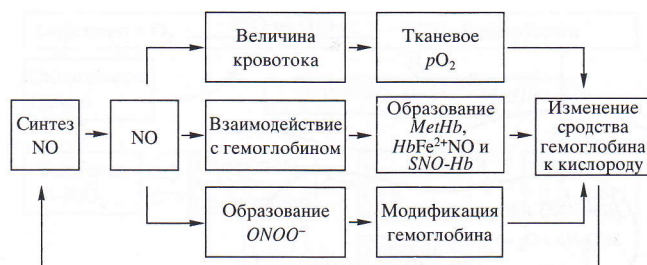 Величина
кровотока
Тканевое
pO₂
Синтез
NO
NO
Взаимодействие
с гемоглобином
Образование
MetHb,
HbFe²⁺NO и
SNO-Hb
Изменение
сродства
гемоглобина
к кислороду
Образование
ONOO⁻
Модификация
гемоглобина